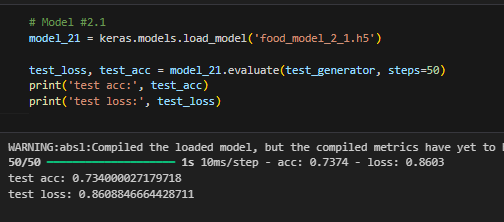 # Model #2.1
model_21 = keras.models.load_model('food_model_2_1.h5')
test_loss, test_acc = model_21.evaluate(test_generator, steps=50)
print('test acc:', test_acc)
print('test loss:', test_loss)
WARNING:absl:Compiled the loaded model, but the compiled metrics have yet to
50/50 ━━━━━━━━━━━━━━━━━━━━ 1s 10ms/step - acc: 0.7374 - loss: 0.8603
test acc: 0.734000027179718
test loss: 0.8608846664428711